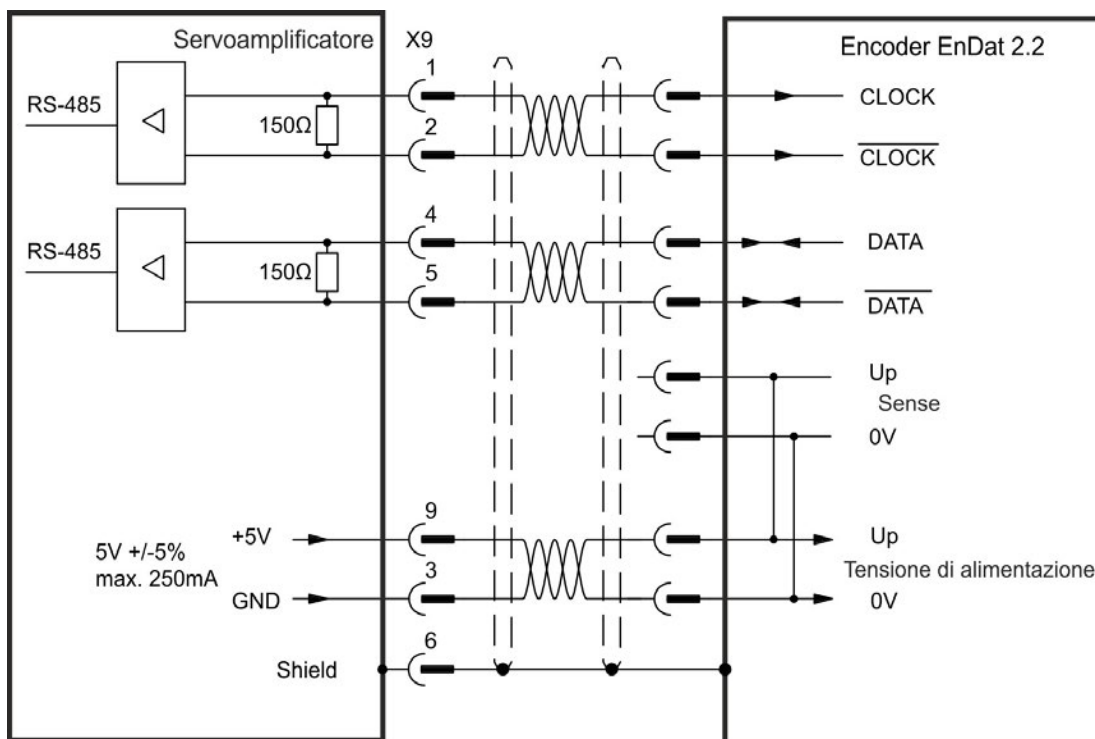 Servoamplificatore
X9
Encoder EnDat 2.2
1
RS-485
150Ω
CLOCK
2
CLOCK
4
RS-485
150Ω
DATA
5
DATA
Up
Sense
0V
9
+5V
Up
5V +/-5%
max. 250mA
Tensione di alimentazione
3
GND
0V
6
Shield